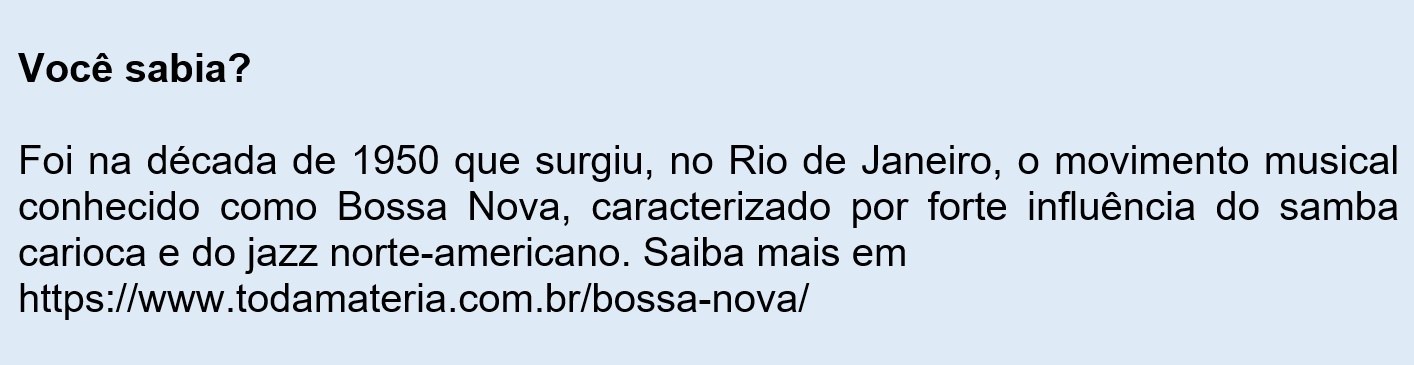 Você sabia?
Foi na década de 1950 que surgiu, no Rio de Janeiro, o movimento musical
conhecido como Bossa Nova, caracterizado por forte influência do samba
carioca e do jazz norte-americano. Saiba mais em
https://www.todamateria.com.br/bossa-nova/